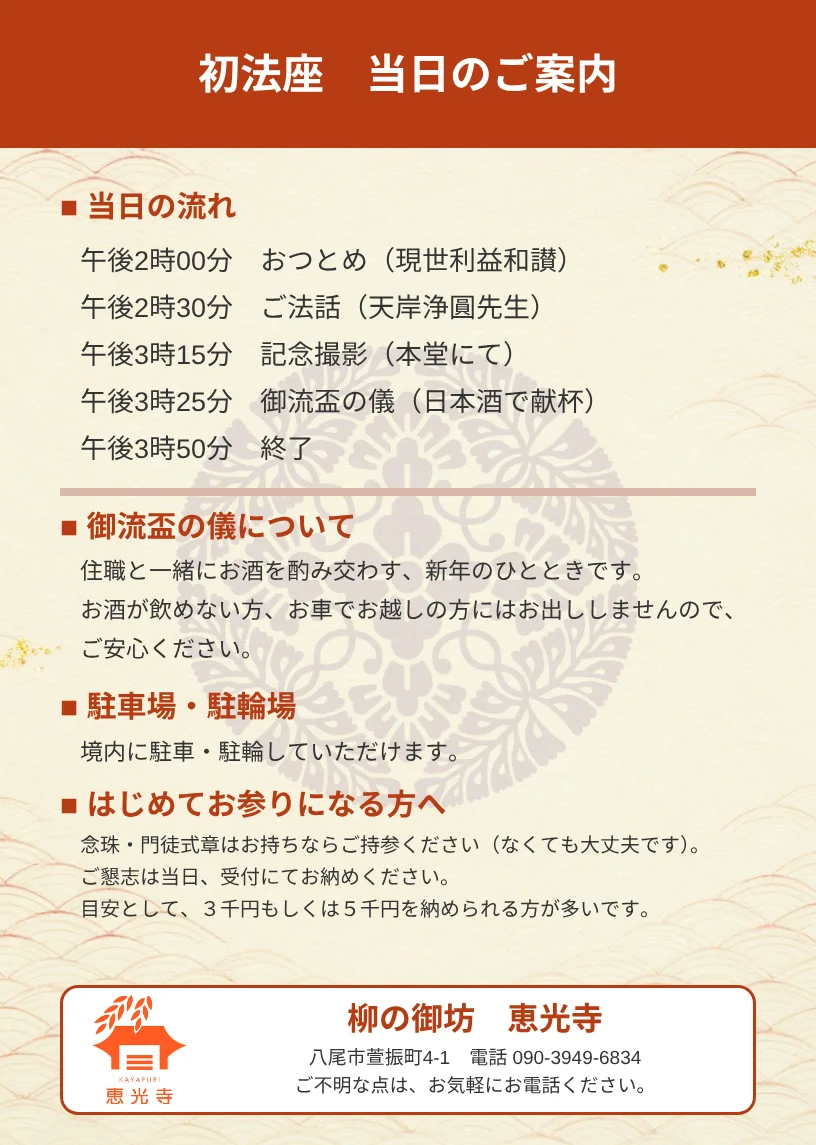 初法座　当日のご案内
■ 当日の流れ
午後2時00分　おつとめ（現世利益和讃）
午後2時30分　ご法話（天岸浄圓先生）
午後3時15分　記念撮影（本堂にて）
午後3時25分　御流盃の儀（日本酒で献杯）
午後3時50分　終了
■ 御流盃の儀について
住職と一緒にお酒を酌み交わす、新年のひとときです。
お酒が飲めない方、お車でお越しの方にはお出ししませんので、
ご安心ください。
■ 駐車場・駐輪場
境内に駐車・駐輪していただけます。
■ はじめてお参りになる方へ
念珠・門徒式章はお持ちならご持参ください（なくても大丈夫です）。
ご懇志は当日、受付にてお納めください。
目安として、３千円もしくは５千円を納められる方が多いです。
KAYAFURI
恵光寺
柳の御坊　恵光寺
八尾市萱振町4-1　電話 090-3949-6834
ご不明な点は、お気軽にお電話ください。